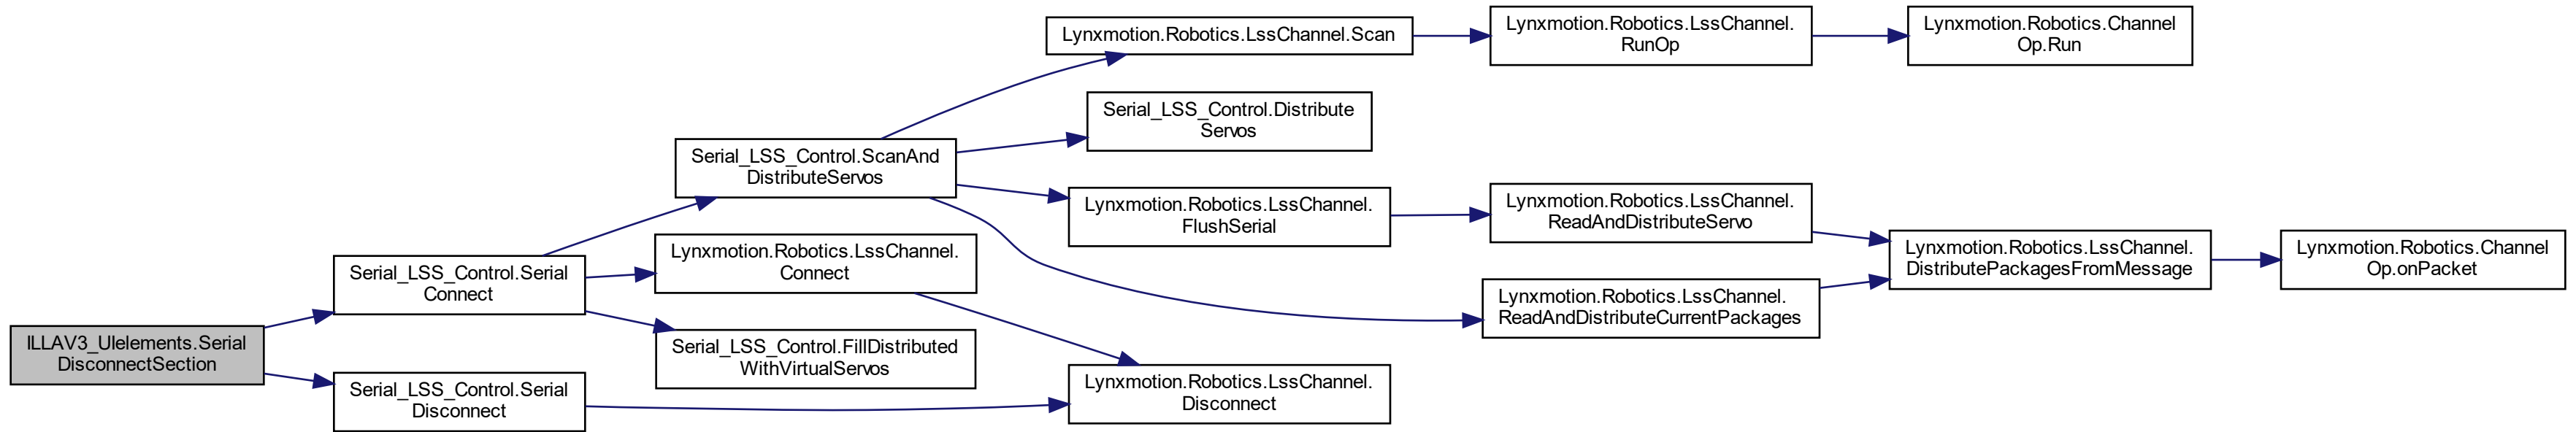 ILLAV3_UIelements.Serial
DisconnectSection
Serial_LSS_Control.Serial
Connect
Serial_LSS_Control.Serial
Disconnect
Serial_LSS_Control.ScanAnd
DistributeServos
Lynxmotion.Robotics.LssChannel.
Connect
Serial_LSS_Control.FillDistributed
WithVirtualServos
Lynxmotion.Robotics.LssChannel.Scan
Serial_LSS_Control.Distribute
Servos
Lynxmotion.Robotics.LssChannel.
FlushSerial
Lynxmotion.Robotics.LssChannel.
Disconnect
Lynxmotion.Robotics.LssChannel.
RunOp
Lynxmotion.Robotics.LssChannel.
ReadAndDistributeServo
Lynxmotion.Robotics.LssChannel.
ReadAndDistributeCurrentPackages
Lynxmotion.Robotics.Channel
Op.Run
Lynxmotion.Robotics.LssChannel.
DistributePackagesFromMessage
Lynxmotion.Robotics.Channel
Op.onPacket